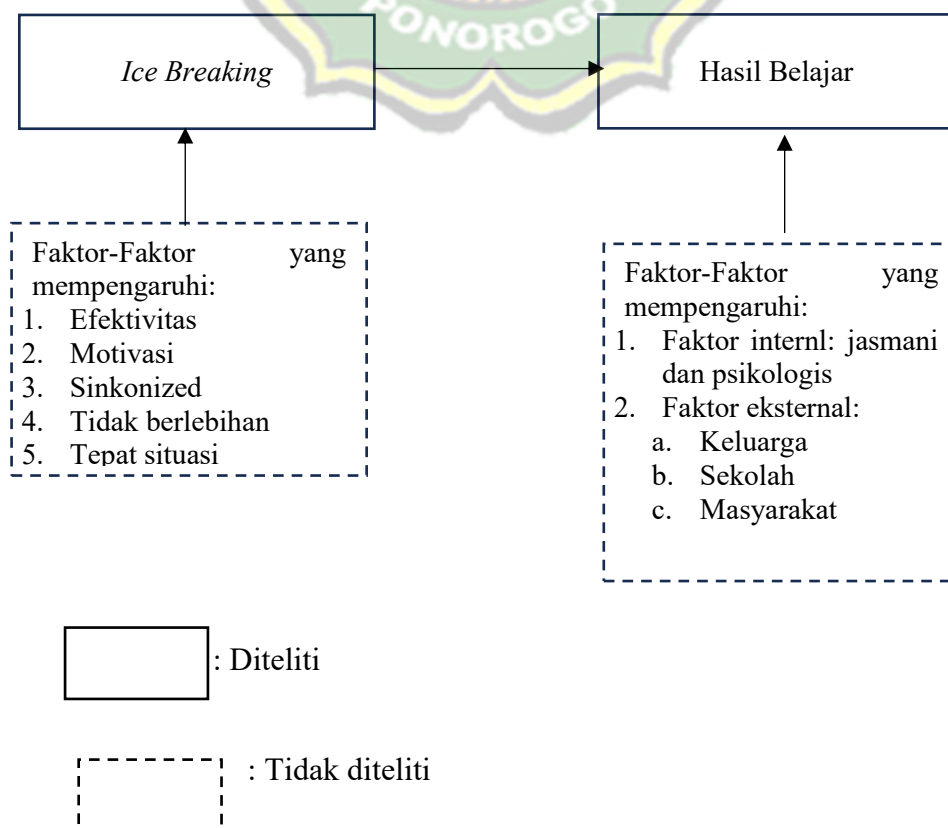 PONOROGO
Ice Breaking
Hasil Belajar
Faktor-Faktor yang
mempengaruhi:
1. Efektivitas
2. Motivasi
3. Sinkonized
4. Tidak berlebihan
5. Tepat situasi
Faktor-Faktor yang
mempengaruhi:
1. Faktor internl: jasmani
dan psikologis
2. Faktor eksternal:
a. Keluarga
b. Sekolah
c. Masyarakat
: Diteliti
: Tidak diteliti